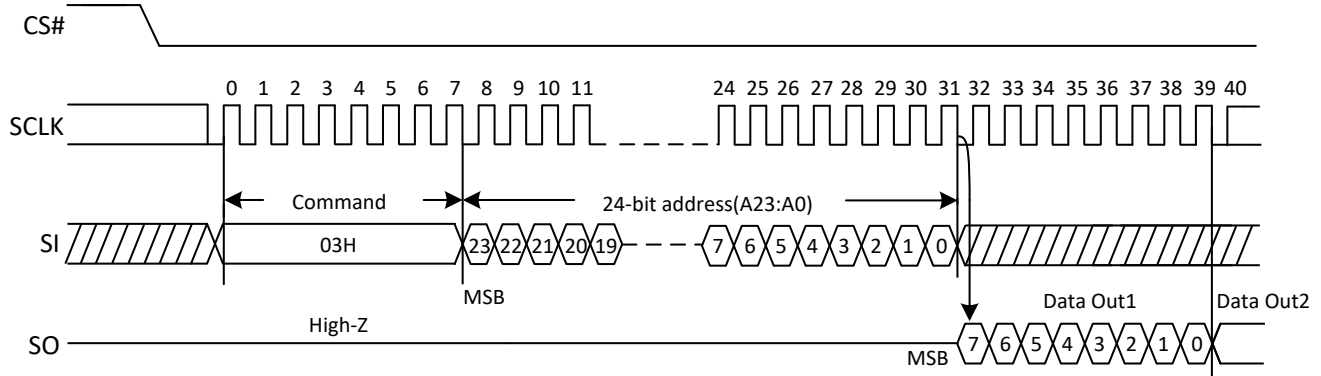 CS#
0 1 2 3 4 5 6 7 8 9 10 11 24 25 26 27 28 29 30 31 32 33 34 35 36 37 38 39 40
SCLK
Command 24-bit address(A23:A0)
SI 03H 23 22 21 20 19 7 6 5 4 3 2 1 0
MSB Data Out1 Data Out2
High-Z
SO MSB 7 6 5 4 3 2 1 0